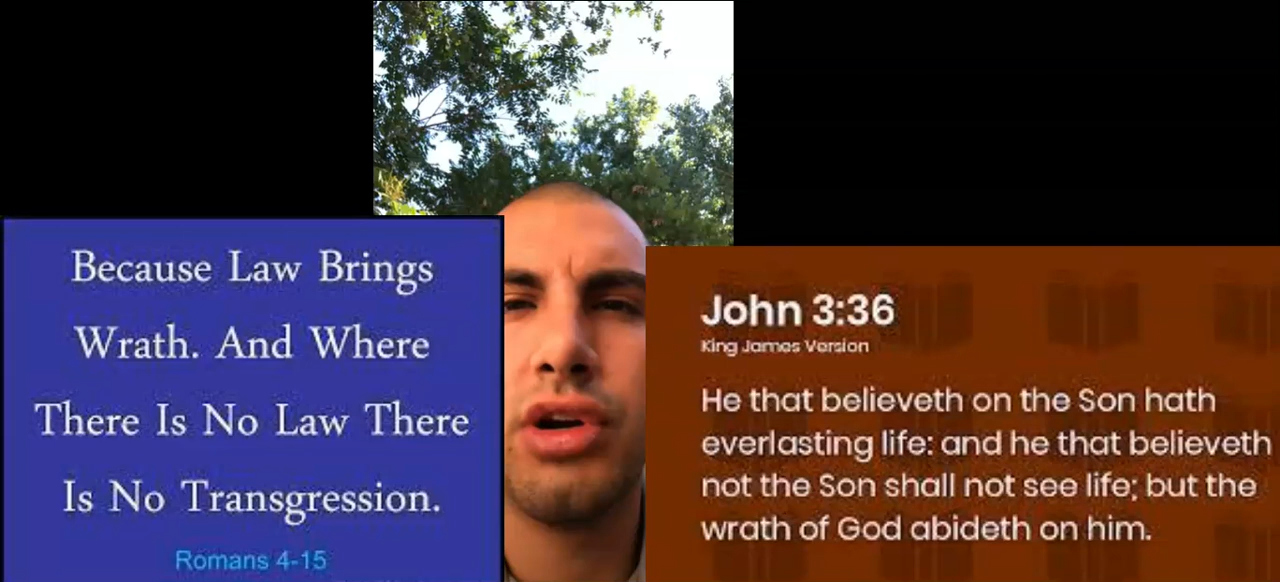 Because Law Brings
Wrath. And Where
There Is No Law There
Is No Transgression.
Romans 4-15
John 3:36
King James Version
He that believeth on the Son hath
everlasting life: and he that believeth
not the Son shall not see life; but the
wrath of God abideth on him.